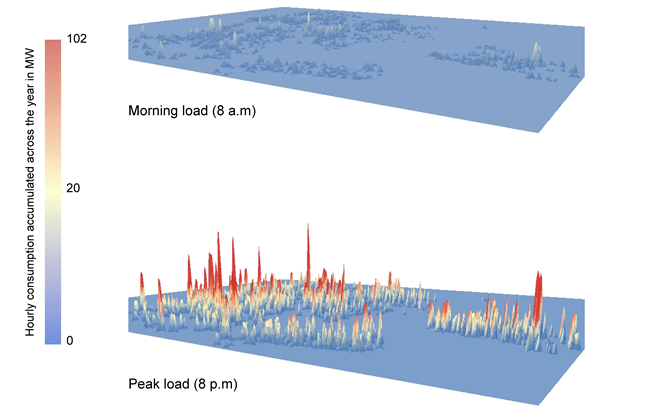 Hourly consumption accumulated across the year in MW
102
20
0
Morning load (8 a.m)
Peak load (8 p.m)